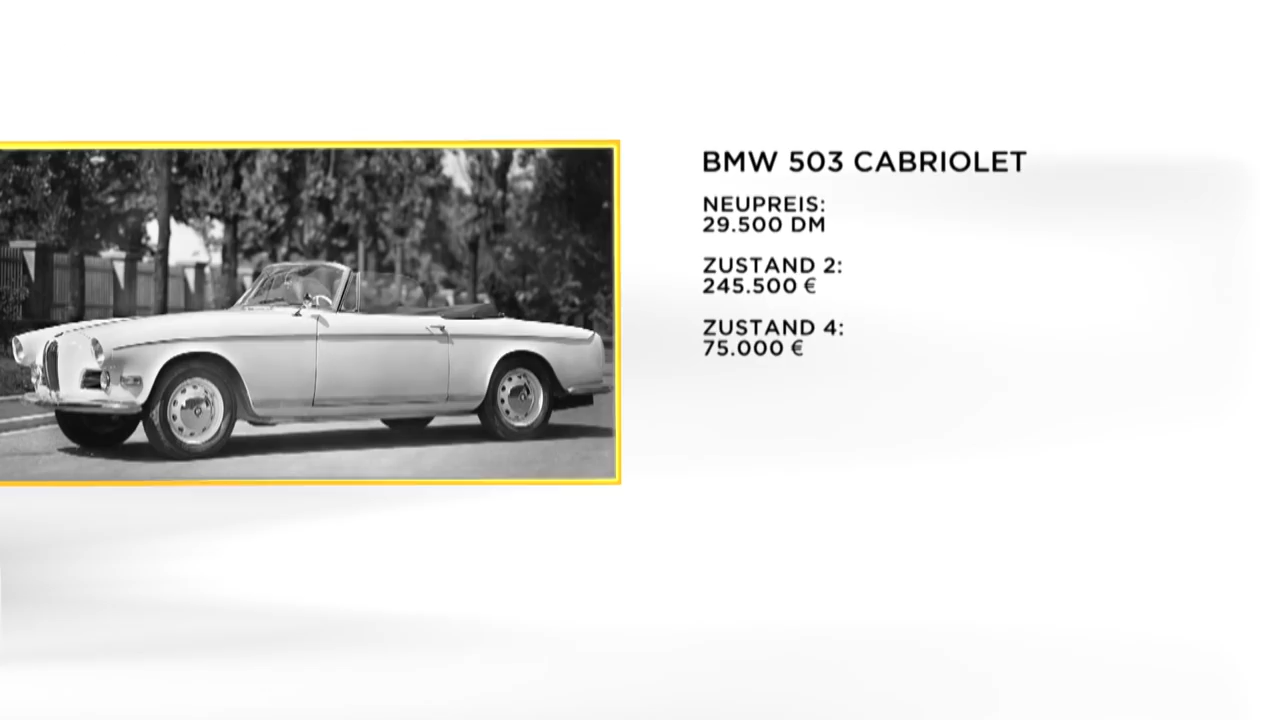 BMW 503 CABRIOLET
NEUPREIS:
29.500 DM
ZUSTAND 2:
245.500 €
ZUSTAND 4:
75.000 €